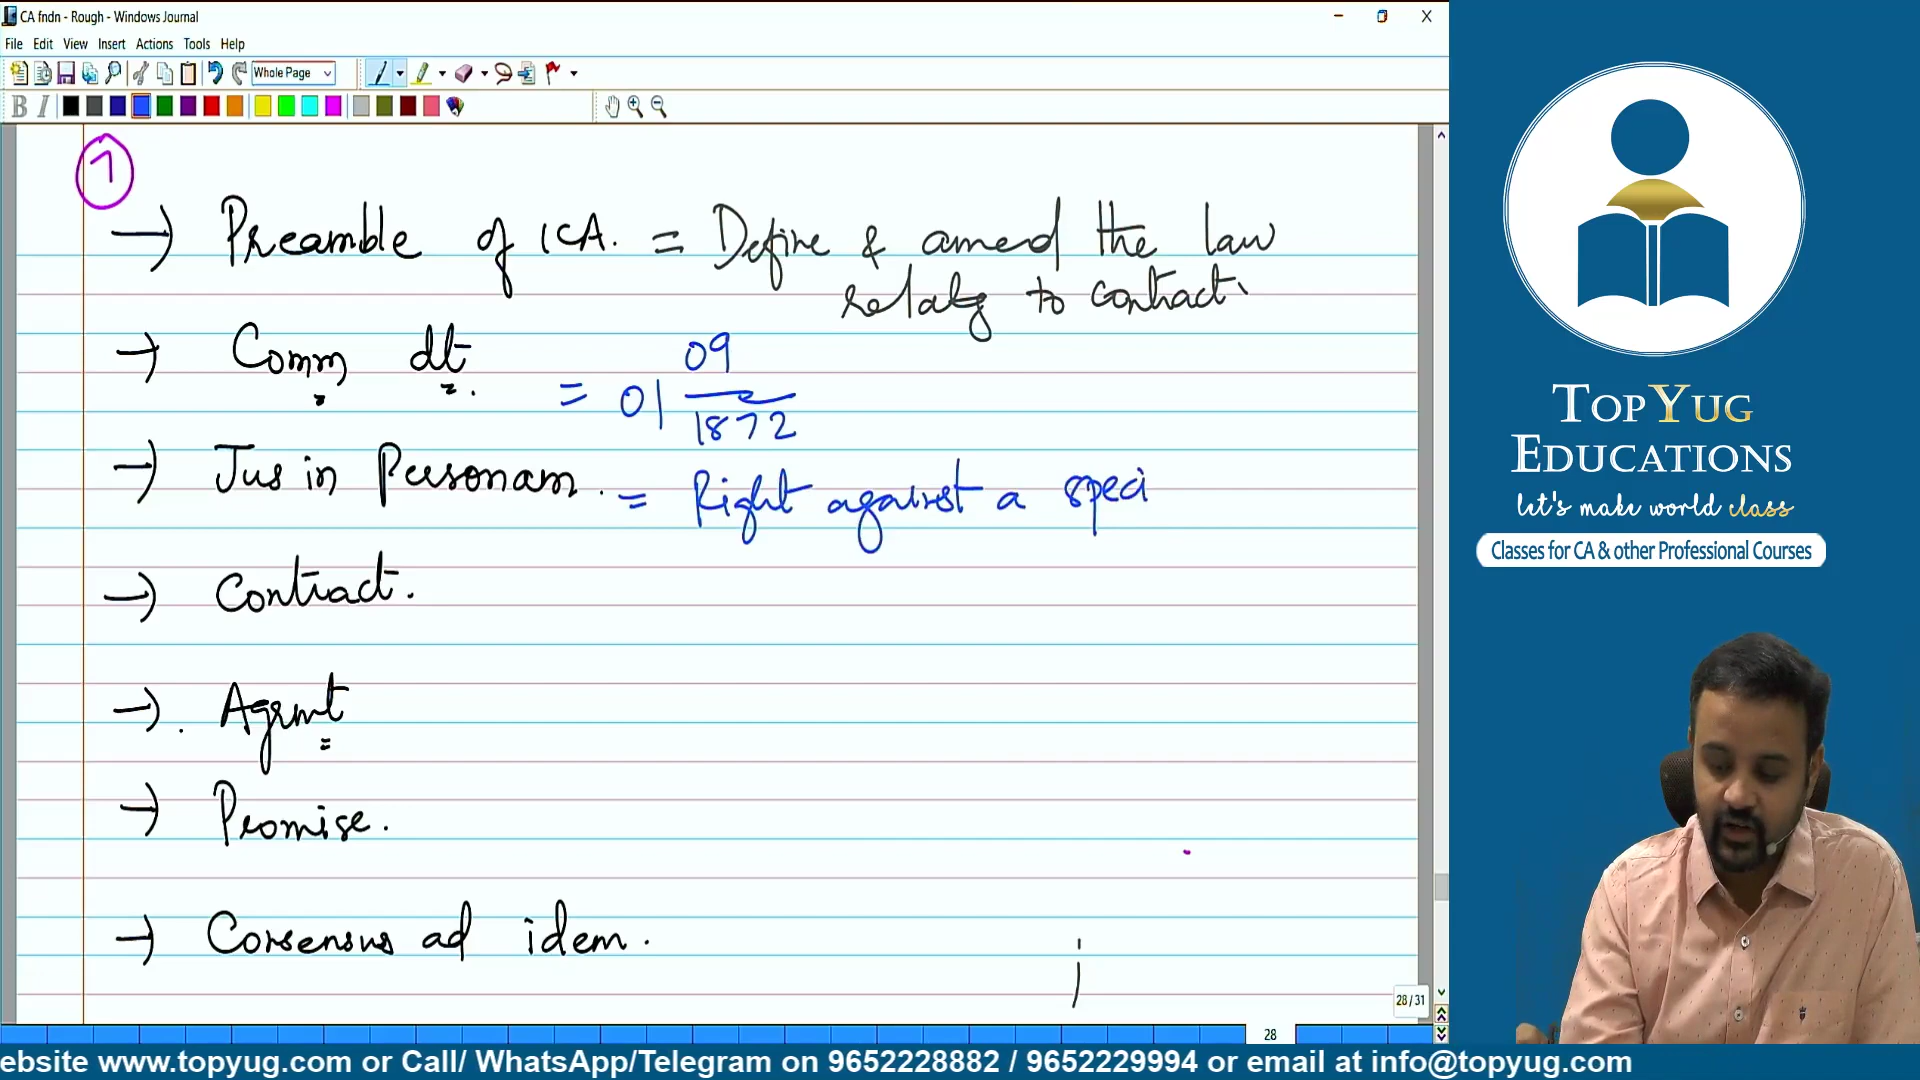 CA fndn - Rough - Windows Journal
File Edit View Insert Actions Tools Help
Whole Page
B I
1
→ Preamble of ICA. = Define & amend the law
relatg to contract.
→ Comm dt = 01/09/1872
→ Jus in Personam. = Right against a speci
→ Contract.
→ Agrmt
→ Promise.
→ Consensus ad idem.
28/31
28
TOPYUG
EDUCATIONS
let's make world class
Classes for CA & other Professional Courses
ebsite www.topyug.com or Call/ WhatsApp/Telegram on 9652228882 / 9652229994 or email at info@topyug.com